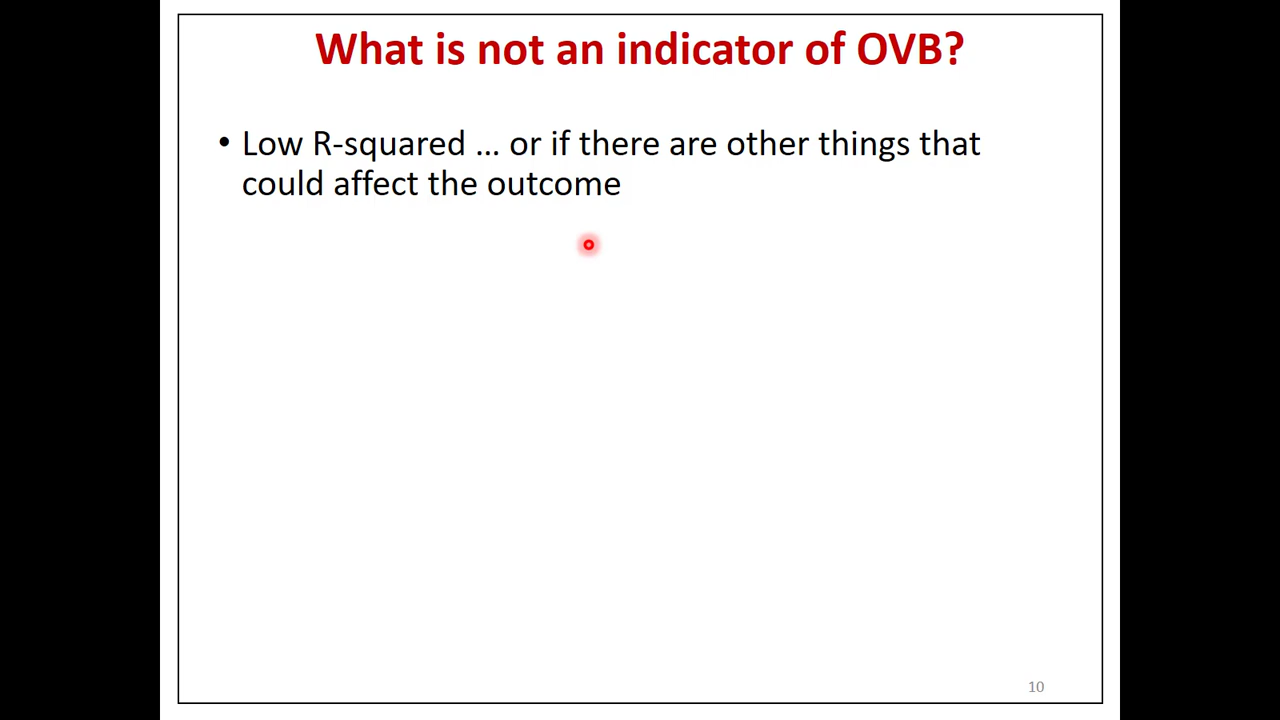 What is not an indicator of OVB?
• Low R-squared ... or if there are other things that
could affect the outcome
10